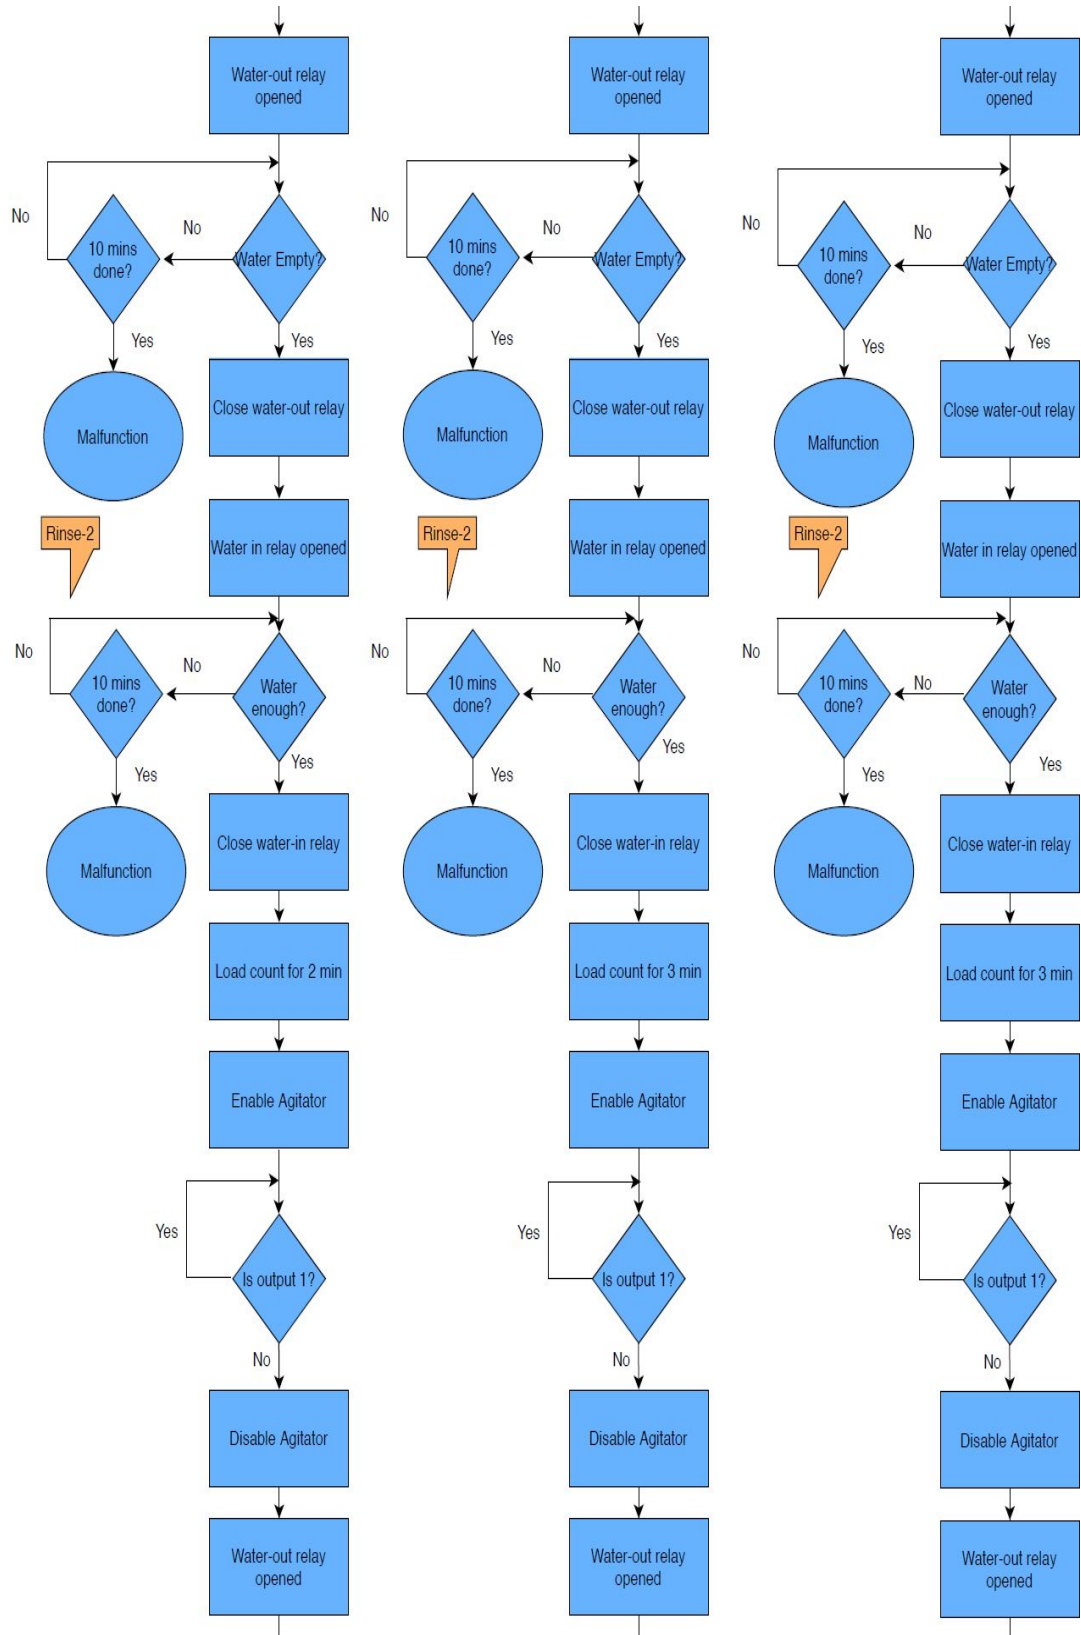 Water-out relay
opened
No
10 mins
done?
No
Water Empty?
Yes
Yes
Malfunction
Close water-out relay
Rinse-2
Water in relay opened
No
10 mins
done?
No
Water
enough?
Yes
Yes
Malfunction
Close water-in relay
Load count for 2 min
Enable Agitator
Yes
Is output 1?
No
Disable Agitator
Water-out relay
opened
Water-out relay
opened
No
10 mins
done?
No
Water Empty?
Yes
Yes
Malfunction
Close water-out relay
Rinse-2
Water in relay opened
No
10 mins
done?
No
Water
enough?
Yes
Yes
Malfunction
Close water-in relay
Load count for 3 min
Enable Agitator
Yes
Is output 1?
No
Disable Agitator
Water-out relay
opened
Water-out relay
opened
No
10 mins
done?
No
Water Empty?
Yes
Yes
Malfunction
Close water-out relay
Rinse-2
Water in relay opened
No
10 mins
done?
No
Water
enough?
Yes
Yes
Malfunction
Close water-in relay
Load count for 3 min
Enable Agitator
Yes
Is output 1?
No
Disable Agitator
Water-out relay
opened